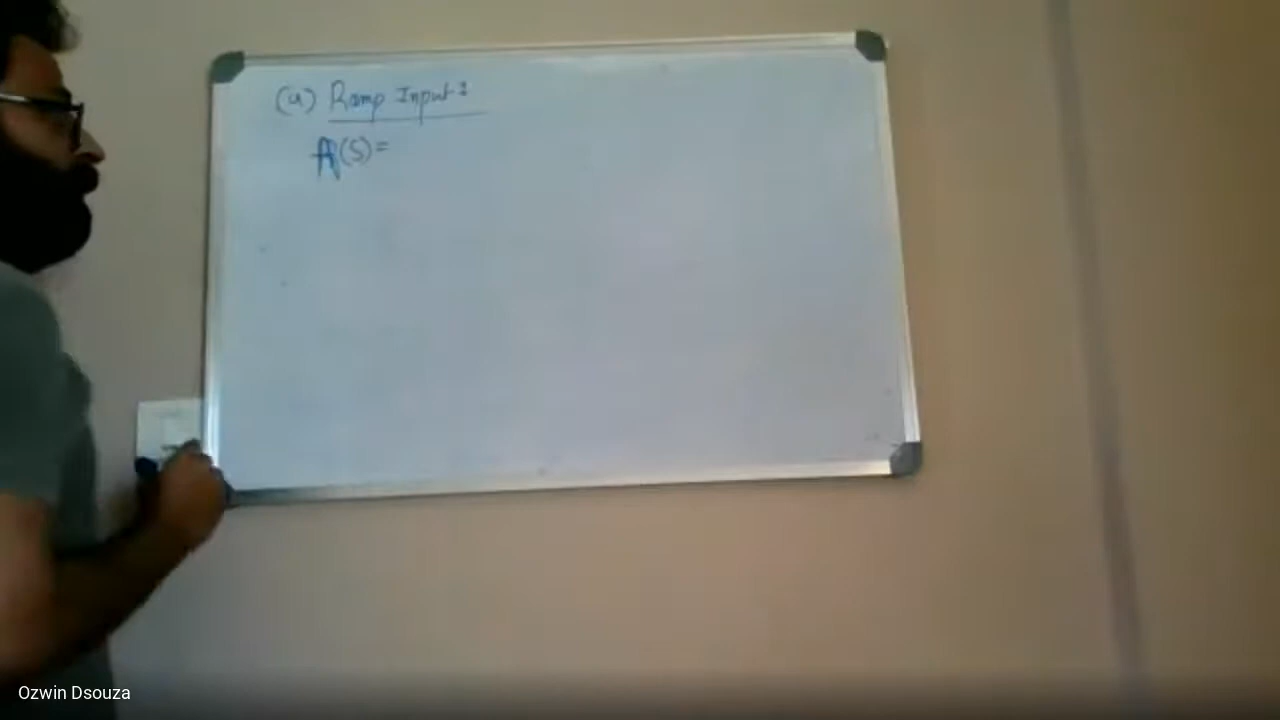 (a) Ramp Input :
(S) =
Ozwin Dsouza